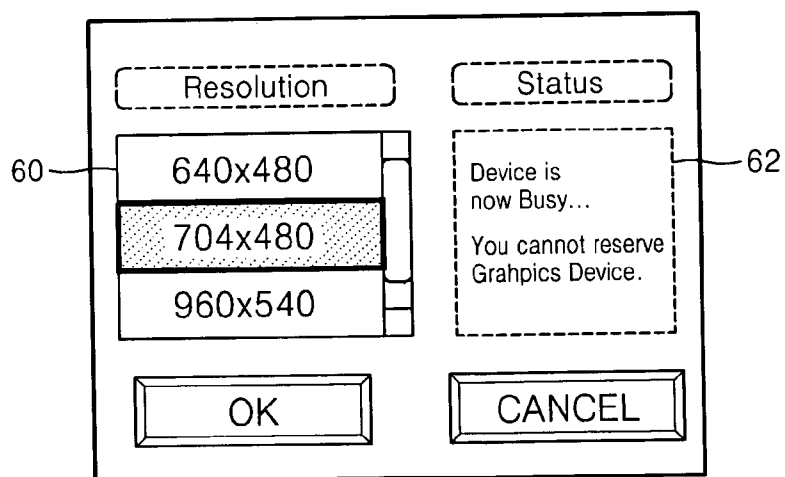 Resolution
Status
60
640x480
704x480
960x540
Device is
now Busy...
You cannot reserve
Grahpics Device.
62
OK
CANCEL